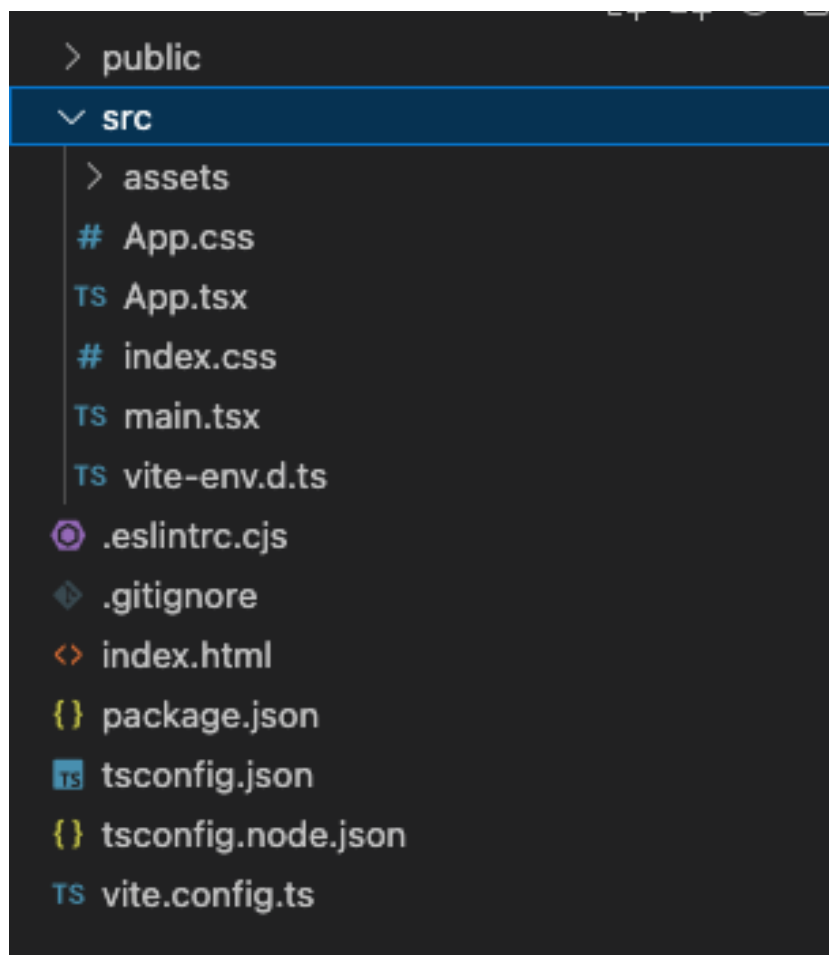 public
src
assets
# App.css
TS App.tsx
# index.css
TS main.tsx
TS vite-env.d.ts
.eslintrc.cjs
.gitignore
<> index.html
{} package.json
TS tsconfig.json
{} tsconfig.node.json
TS vite.config.ts